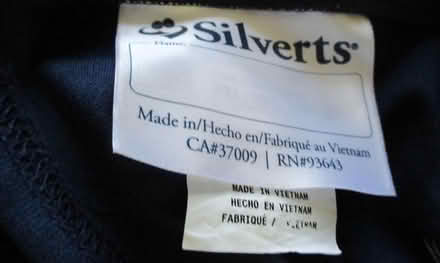 Silverts®
Name:
Made in/Hecho en/Fabriqué au Vietnam
CA#37009 | RN#93643
MADE IN VIETNAM
HECHO EN VIETNAM
FABRIQUÉ / VIETNAM